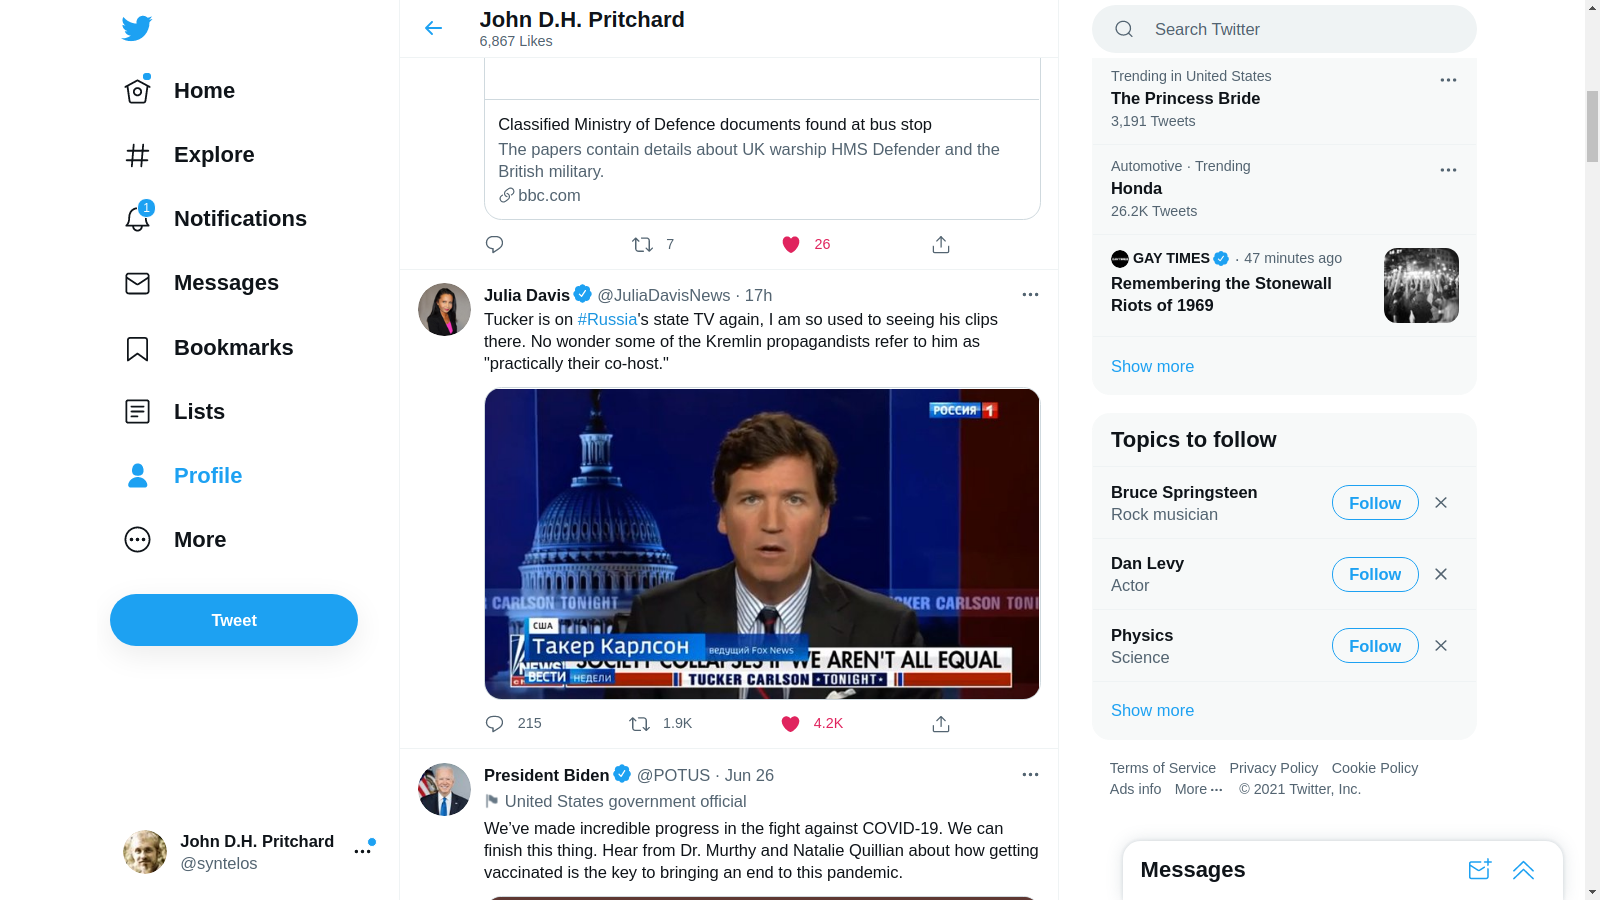 Home
Explore
1
Notifications
Messages
Bookmarks
Lists
Profile
More
Tweet
John D.H. Pritchard
@syntelos
John D.H. Pritchard
6,867 Likes
Classified Ministry of Defence documents found at bus stop
The papers contain details about UK warship HMS Defender and the
British military.
bbc.com
7
26
Julia Davis @JuliaDavisNews · 17h
Tucker is on #Russia's state TV again, I am so used to seeing his clips
there. No wonder some of the Kremlin propagandists refer to him as
"practically their co-host."
РОССИЯ 1
CARLSON TONIGHT
KER CARLSON TONI
США
Такер Карлсон ведущий Fox News
NEWS
SOCIETY COLLAPSES IF WE AREN'T ALL EQUAL
ВЕСТИ НЕДЕЛИ
TUCKER CARLSON TONIGHT
215
1.9K
4.2K
President Biden @POTUS · Jun 26
United States government official
We’ve made incredible progress in the fight against COVID-19. We can
finish this thing. Hear from Dr. Murthy and Natalie Quillian about how getting
vaccinated is the key to bringing an end to this pandemic.
Search Twitter
Trending in United States
The Princess Bride
3,191 Tweets
Automotive · Trending
Honda
26.2K Tweets
GAY TIMES · 47 minutes ago
Remembering the Stonewall
Riots of 1969
Show more
Topics to follow
Bruce Springsteen
Rock musician
Follow
Dan Levy
Actor
Follow
Physics
Science
Follow
Show more
Terms of Service Privacy Policy Cookie Policy
Ads info More ··· © 2021 Twitter, Inc.
Messages